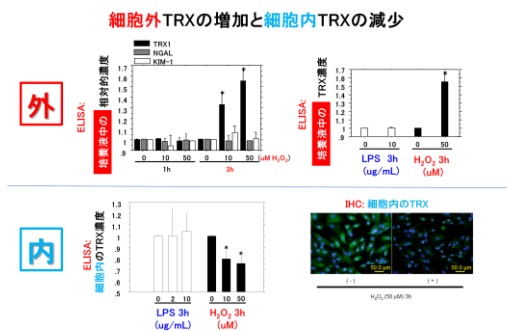 細胞外TRXの増加と細胞内TRXの減少
外
ELISA:
培養液中の 相対的濃度
TRX1
NGAL
KIM-1
1.7
1.6
1.5
1.4
1.3
1.2
1.1
1
.9
*
*
0 10 50 0 10 50 (uM H₂O₂)
1h 3h
ELISA:
培養液中の TRX濃度
1.7
1.6
1.5
1.4
1.3
1.2
1.1
1
.9
*
0 10 0 50
LPS 3h H₂O₂ 3h
(ug/mL) (uM)
内
ELISA:
細胞内のTRX濃度
1.3
1.2
1.1
1
.9
.8
.7
.6
.5
*
*
0 2 10 0 10 50
LPS 3h H₂O₂ 3h
(ug/mL) (uM)
IHC: 細胞内のTRX
50.0 μm
50.0 μm
(-) (+)
H₂O₂ (50 μM) 3h